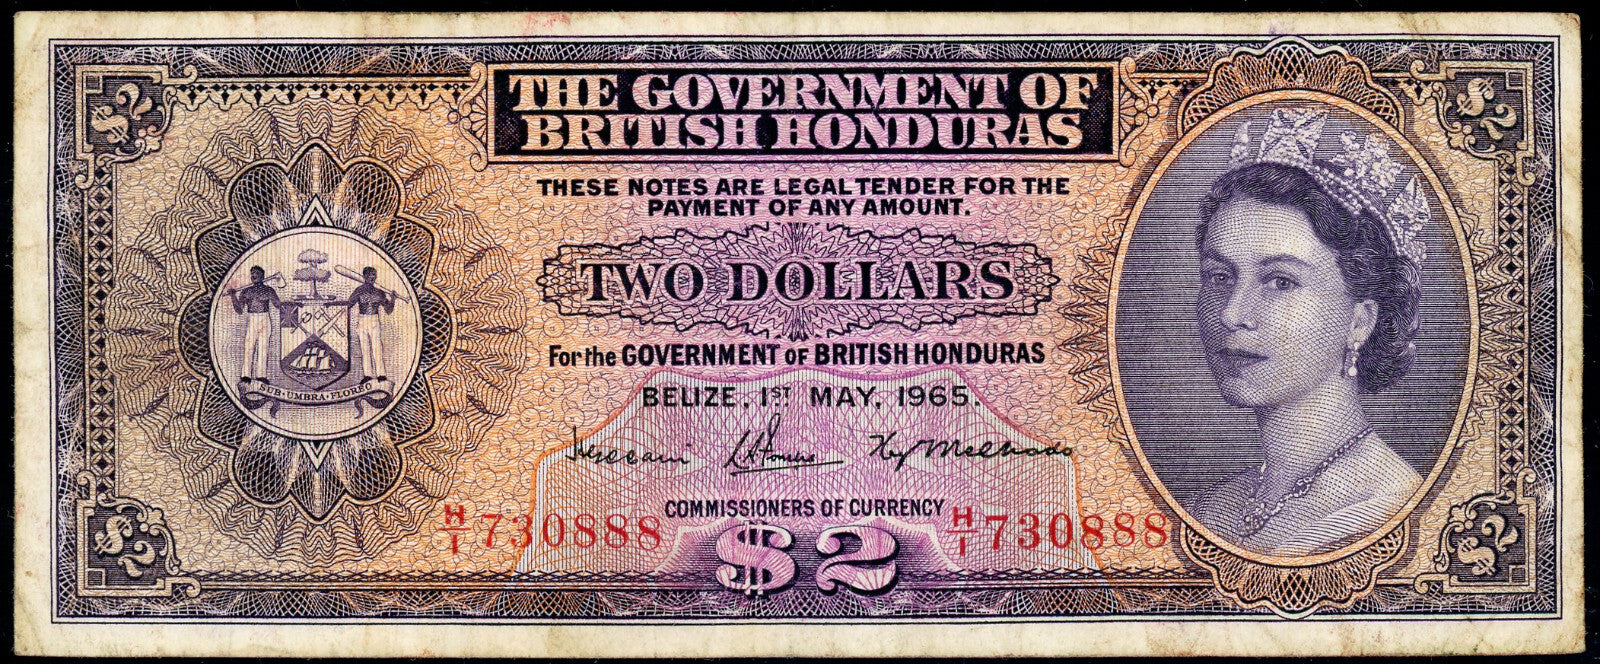 THE GOVERNMENT OF
BRITISH HONDURAS
THESE NOTES ARE LEGAL TENDER FOR THE
PAYMENT OF ANY AMOUNT.
TWO DOLLARS
For the GOVERNMENT OF BRITISH HONDURAS
BELIZE, 1ST MAY, 1965.
COMMISSIONERS OF CURRENCY
H/1 730888
H/1 730888
$2
$2
$2
$2
$2
SUB·UMBRA·FLOREO